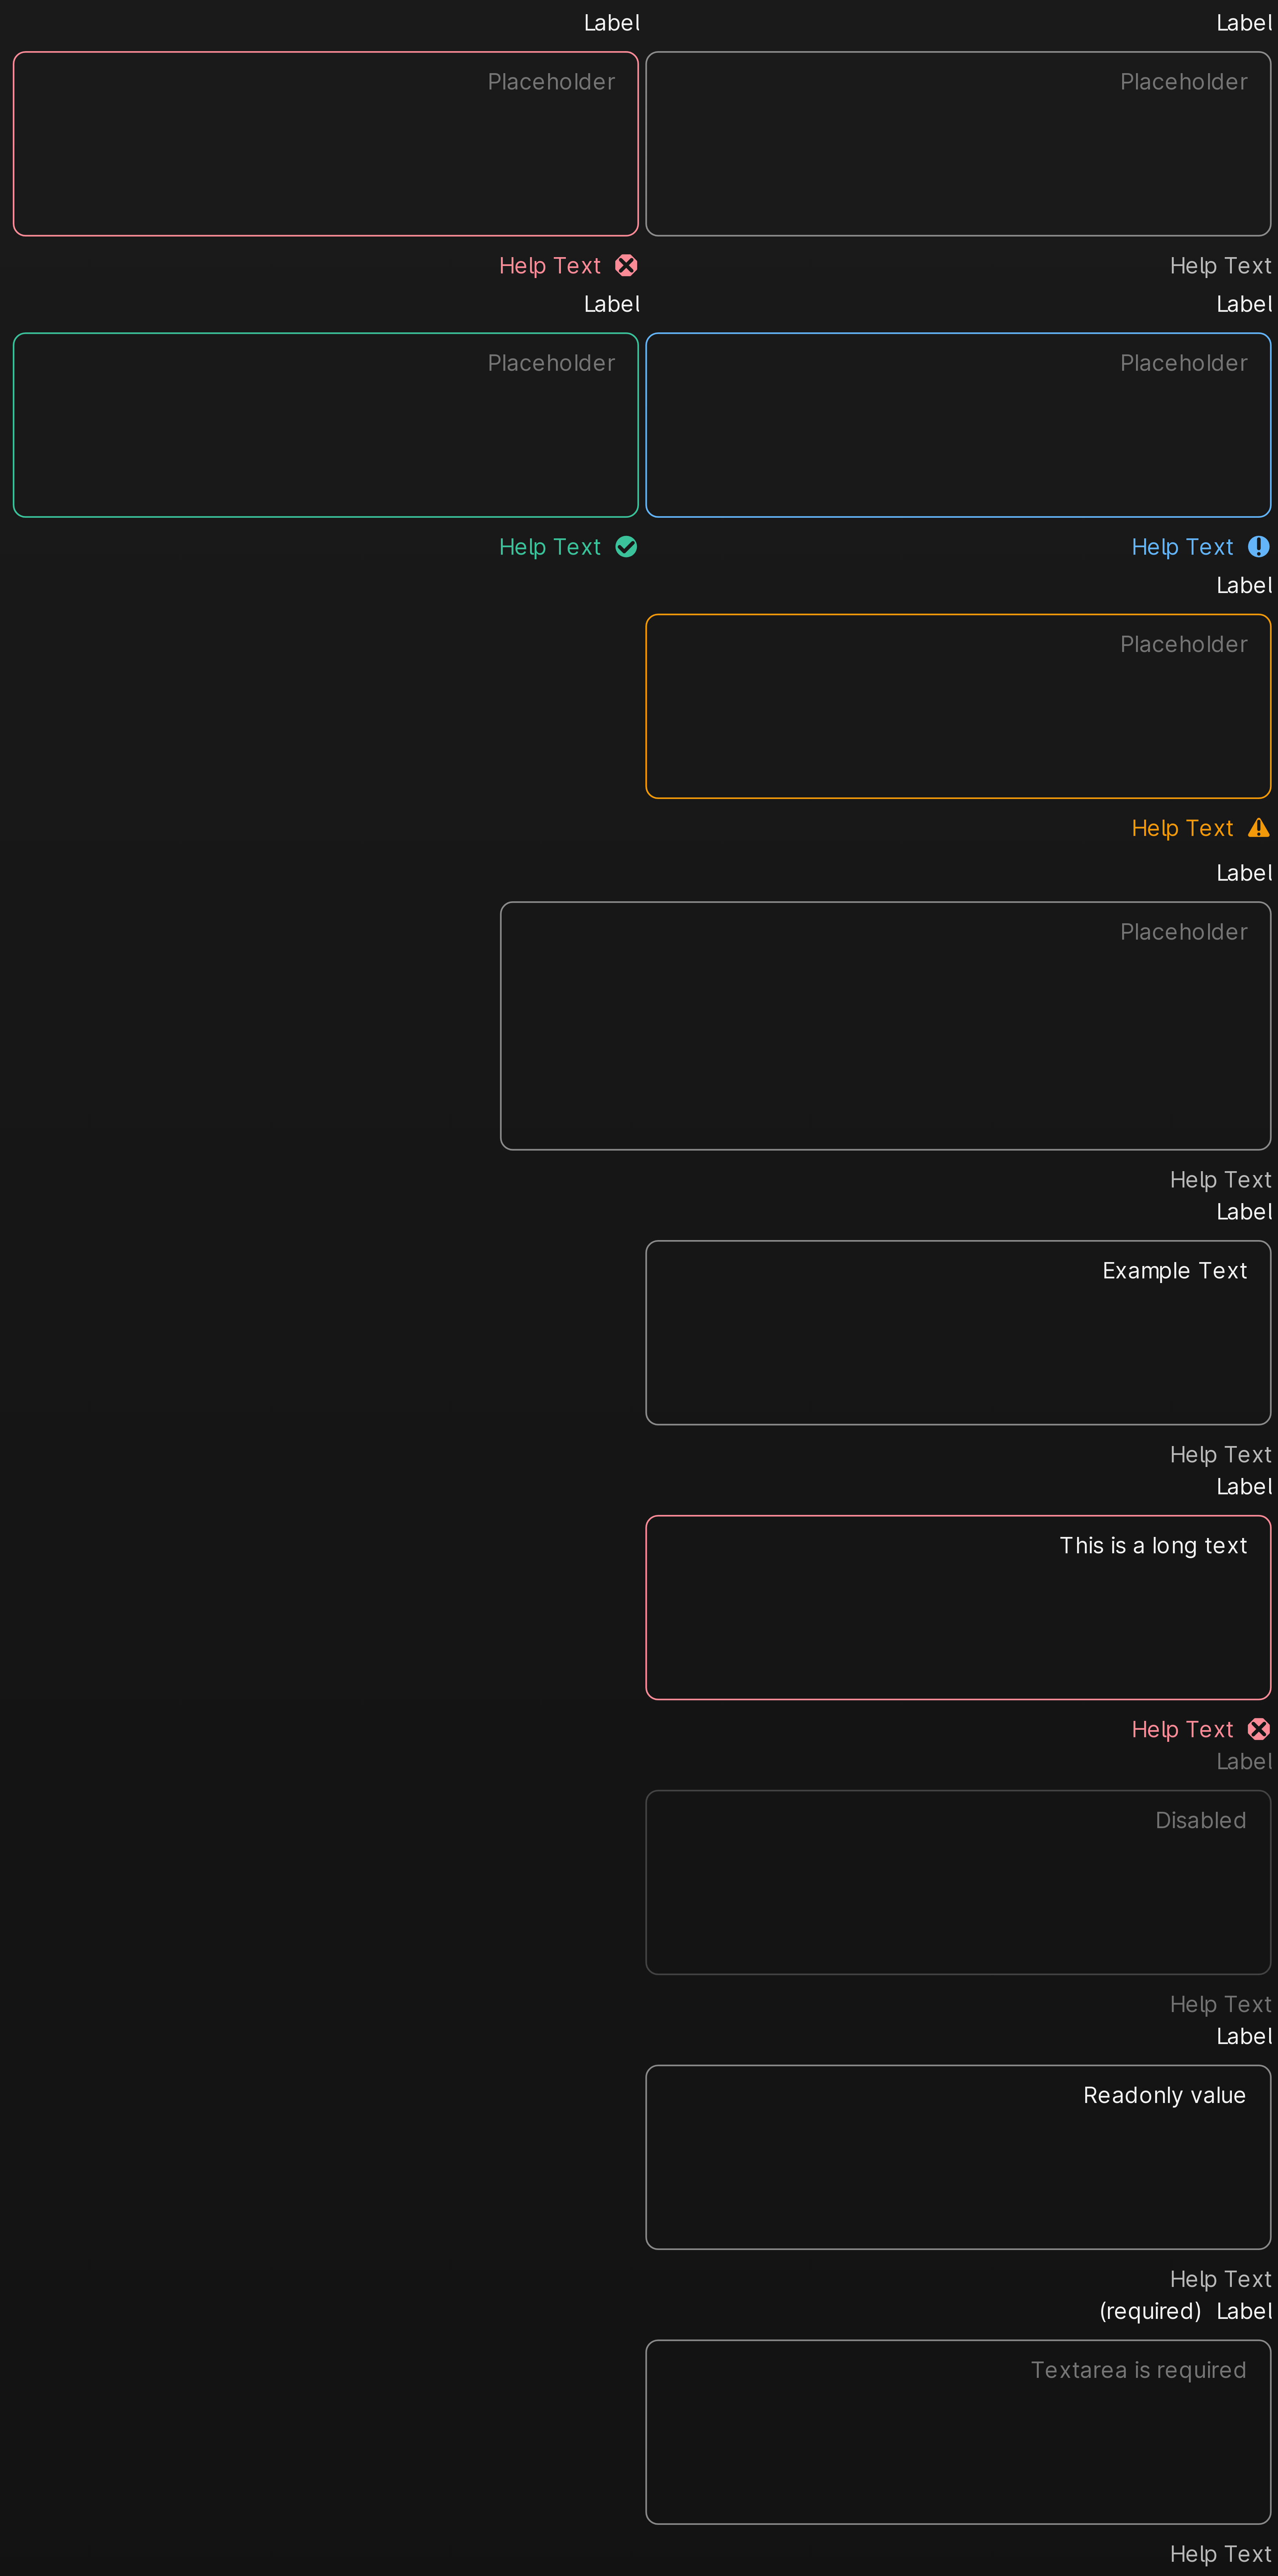 Label
Label
Placeholder
Placeholder
Help Text
Help Text
Label
Label
Placeholder
Placeholder
Help Text
Help Text
Label
Placeholder
Help Text
Label
Placeholder
Help Text
Label
Example Text
Help Text
Label
This is a long text
Help Text
Label
Disabled
Help Text
Label
Readonly value
Help Text
(required) Label
Textarea is required
Help Text